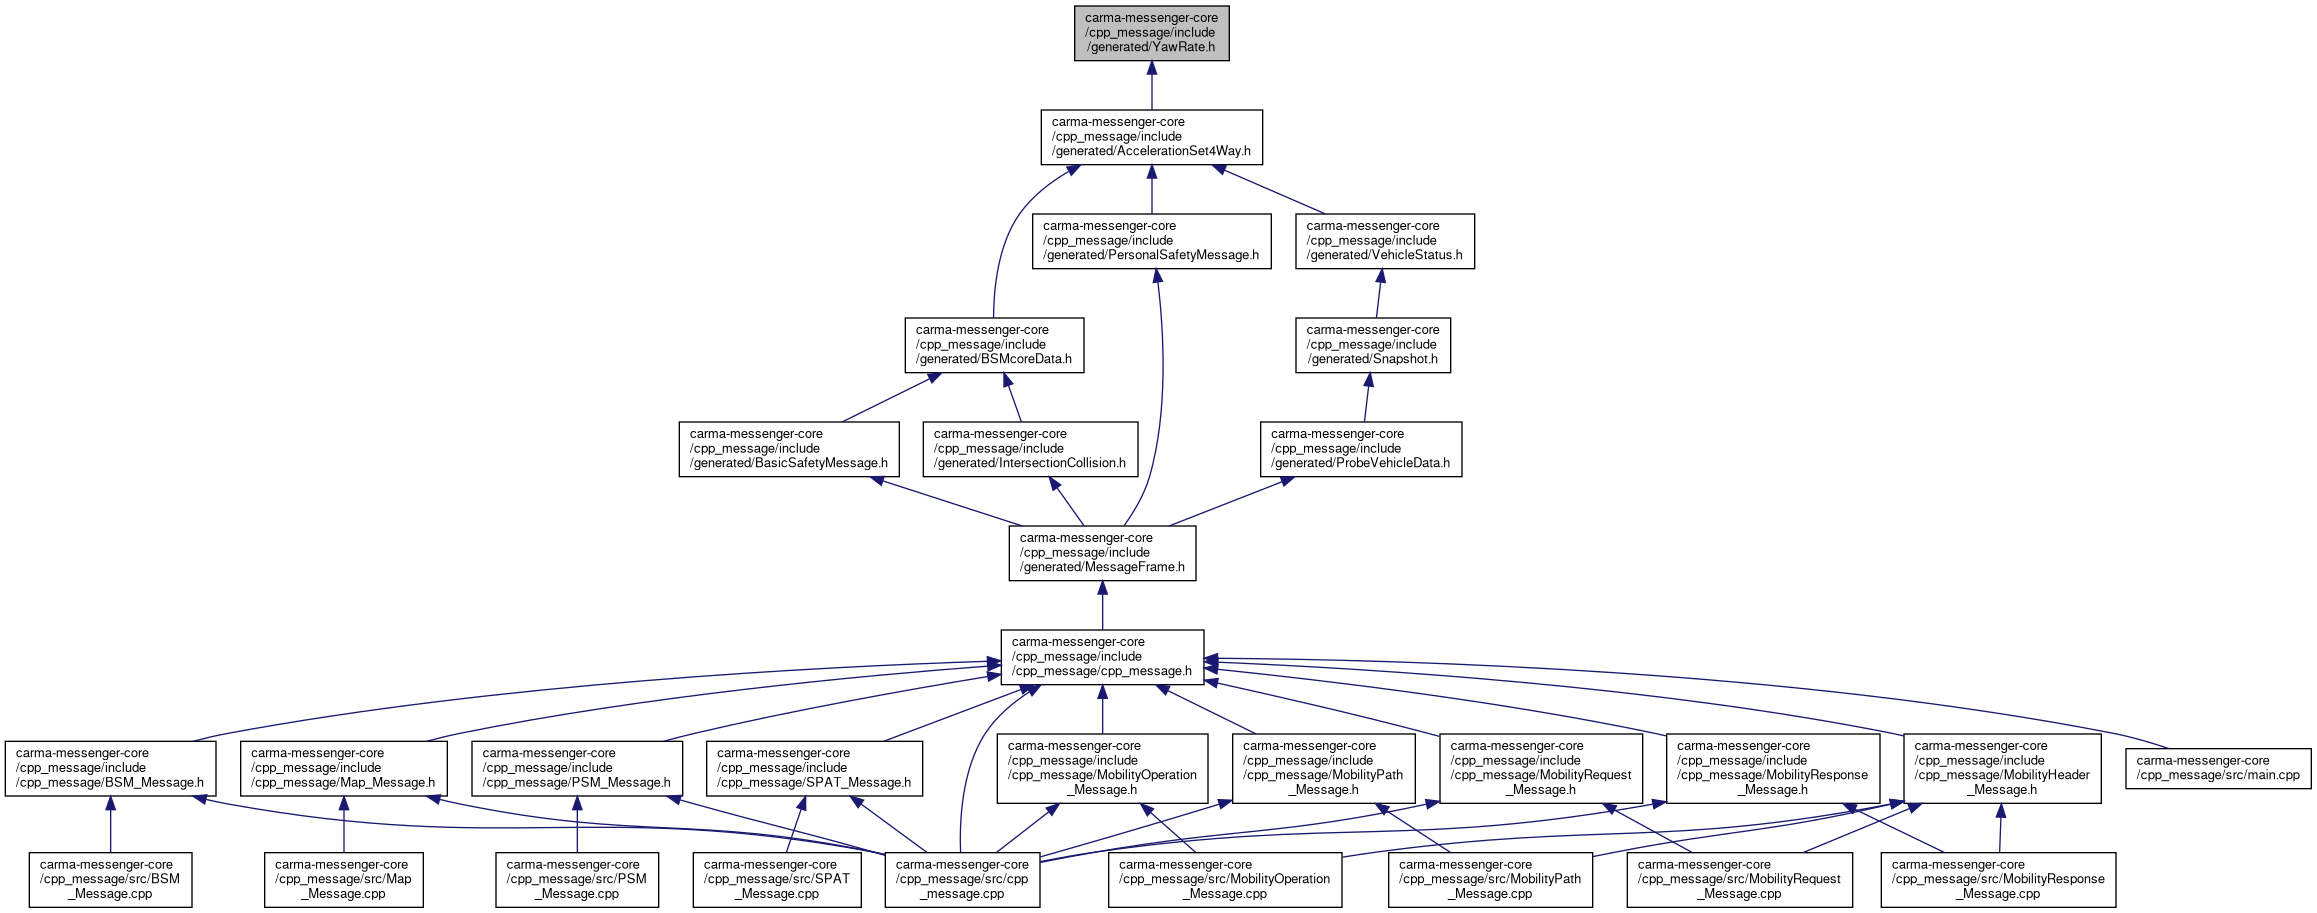 carma-messenger-core
/cpp_message/include
/generated/YawRate.h
carma-messenger-core
/cpp_message/include
/generated/AccelerationSet4Way.h
carma-messenger-core
/cpp_message/include
/generated/PersonalSafetyMessage.h
carma-messenger-core
/cpp_message/include
/generated/VehicleStatus.h
carma-messenger-core
/cpp_message/include
/generated/BSMcoreData.h
carma-messenger-core
/cpp_message/include
/generated/Snapshot.h
carma-messenger-core
/cpp_message/include
/generated/BasicSafetyMessage.h
carma-messenger-core
/cpp_message/include
/generated/IntersectionCollision.h
carma-messenger-core
/cpp_message/include
/generated/ProbeVehicleData.h
carma-messenger-core
/cpp_message/include
/generated/MessageFrame.h
carma-messenger-core
/cpp_message/include
/cpp_message/cpp_message.h
carma-messenger-core
/cpp_message/include
/cpp_message/BSM_Message.h
carma-messenger-core
/cpp_message/include
/cpp_message/Map_Message.h
carma-messenger-core
/cpp_message/include
/cpp_message/PSM_Message.h
carma-messenger-core
/cpp_message/include
/cpp_message/SPAT_Message.h
carma-messenger-core
/cpp_message/include
/cpp_message/MobilityOperation
_Message.h
carma-messenger-core
/cpp_message/include
/cpp_message/MobilityPath
_Message.h
carma-messenger-core
/cpp_message/include
/cpp_message/MobilityRequest
_Message.h
carma-messenger-core
/cpp_message/include
/cpp_message/MobilityResponse
_Message.h
carma-messenger-core
/cpp_message/include
/cpp_message/MobilityHeader
_Message.h
carma-messenger-core
/cpp_message/src/main.cpp
carma-messenger-core
/cpp_message/src/BSM
_Message.cpp
carma-messenger-core
/cpp_message/src/Map
_Message.cpp
carma-messenger-core
/cpp_message/src/PSM
_Message.cpp
carma-messenger-core
/cpp_message/src/SPAT
_Message.cpp
carma-messenger-core
/cpp_message/src/cpp
_message.cpp
carma-messenger-core
/cpp_message/src/MobilityOperation
_Message.cpp
carma-messenger-core
/cpp_message/src/MobilityPath
_Message.cpp
carma-messenger-core
/cpp_message/src/MobilityRequest
_Message.cpp
carma-messenger-core
/cpp_message/src/MobilityResponse
_Message.cpp